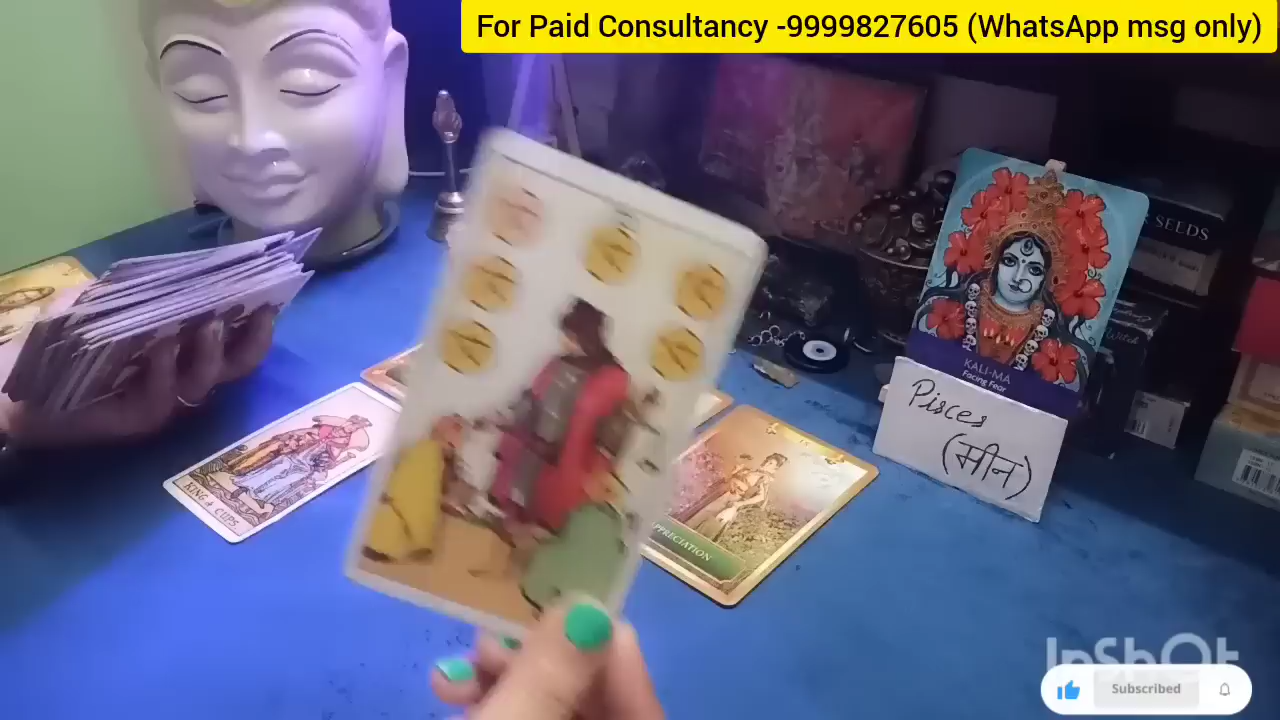 For Paid Consultancy -9999827605 (WhatsApp msg only)
SEEDS
KALI-MA
Facing Fear
Pisces
(मीन)
KING of CUPS
APPRECIATION
InShOt
Subscribed